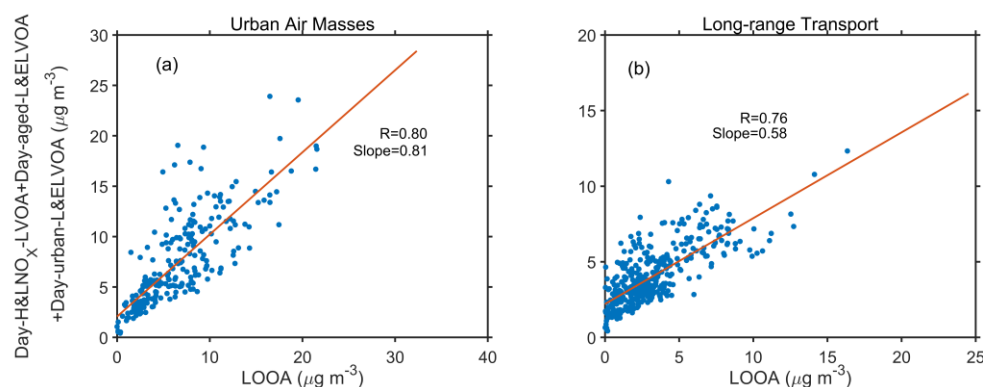 Urban Air Masses
Day-H&LNOX-LVOA+Day-aged-L&ELVOA
+Day-urban-L&ELVOA (μg m-3)
30
25
20
15
10
5
0
(a)
R=0.80
Slope=0.81
0 10 20 30 40
LOOA (μg m-3)
Long-range Transport
20
15
10
5
0
(b)
R=0.76
Slope=0.58
0 5 10 15 20 25
LOOA (μg m-3)